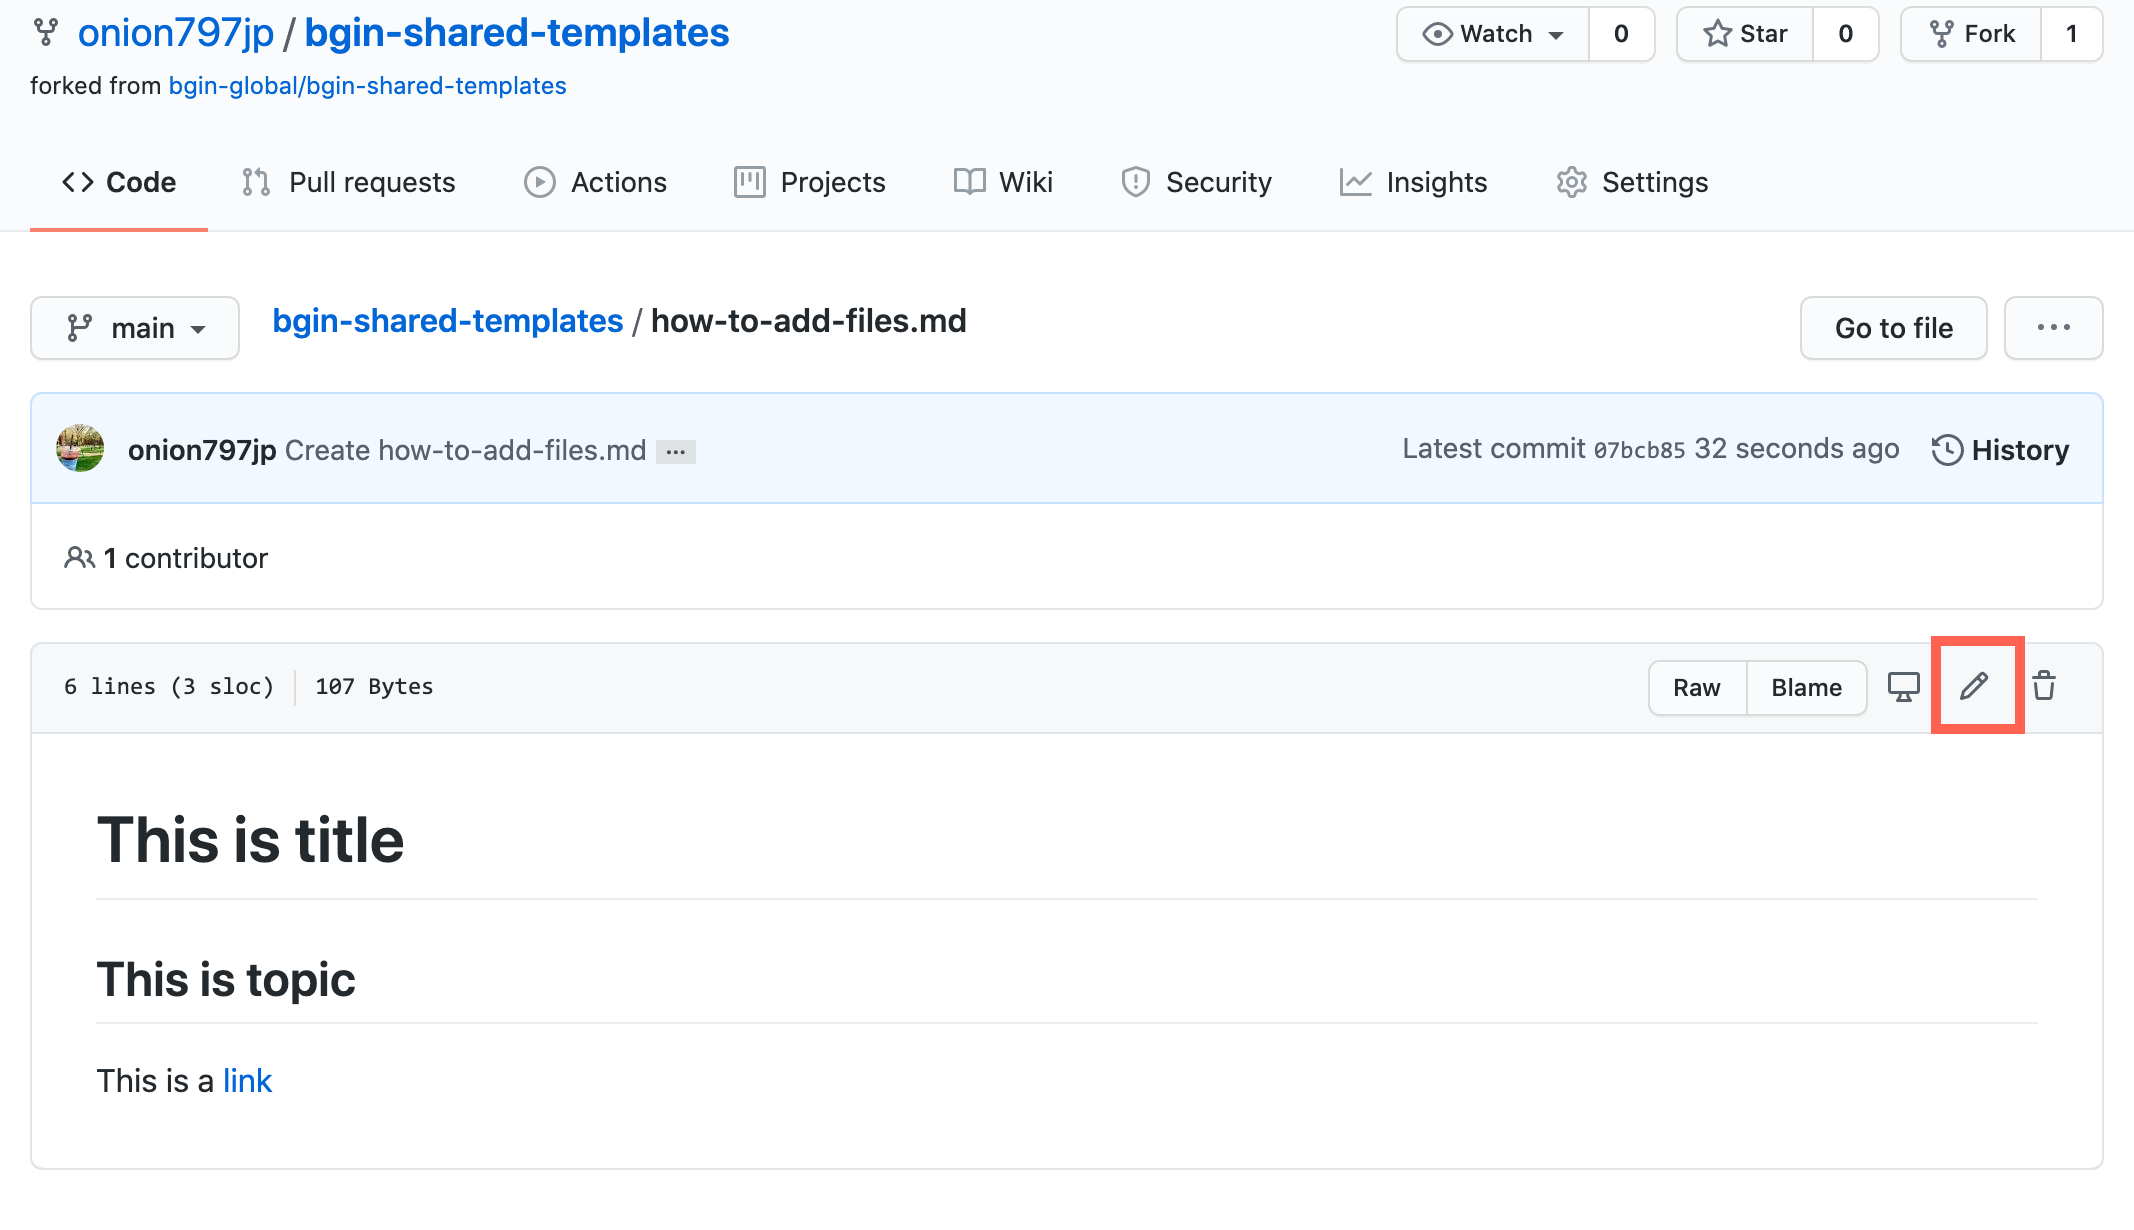 onion797jp / bgin-shared-templates
Watch 0 Star 0 Fork 1
forked from bgin-global/bgin-shared-templates
Code Pull requests Actions Projects Wiki Security Insights Settings
main bgin-shared-templates / how-to-add-files.md Go to file ...
onion797jp Create how-to-add-files.md ... Latest commit 07bcb85 32 seconds ago History
1 contributor
6 lines (3 sloc) 107 Bytes Raw Blame
This is title
This is topic
This is a link